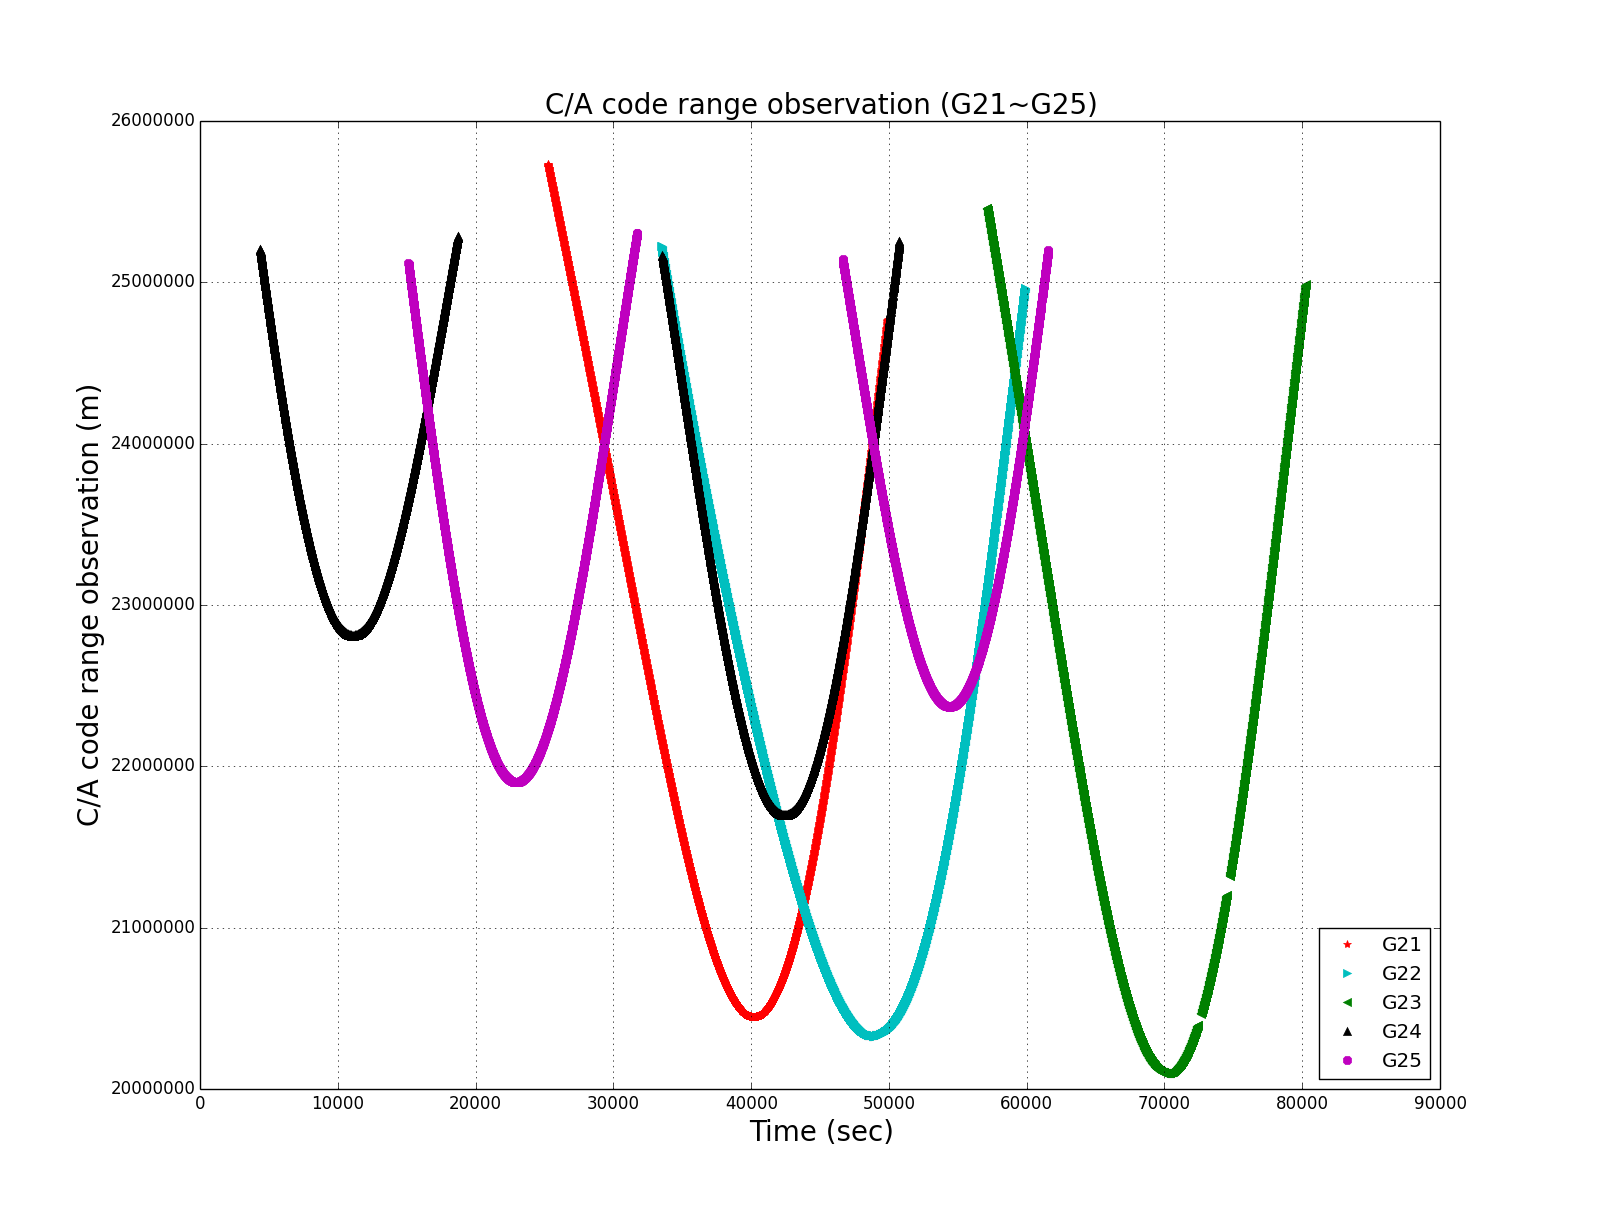 C/A code range observation (G21~G25)
26000000
25000000
24000000
23000000
22000000
21000000
20000000
C/A code range observation (m)
0 10000 20000 30000 40000 50000 60000 70000 80000 90000
Time (sec)
G21
G22
G23
G24
G25